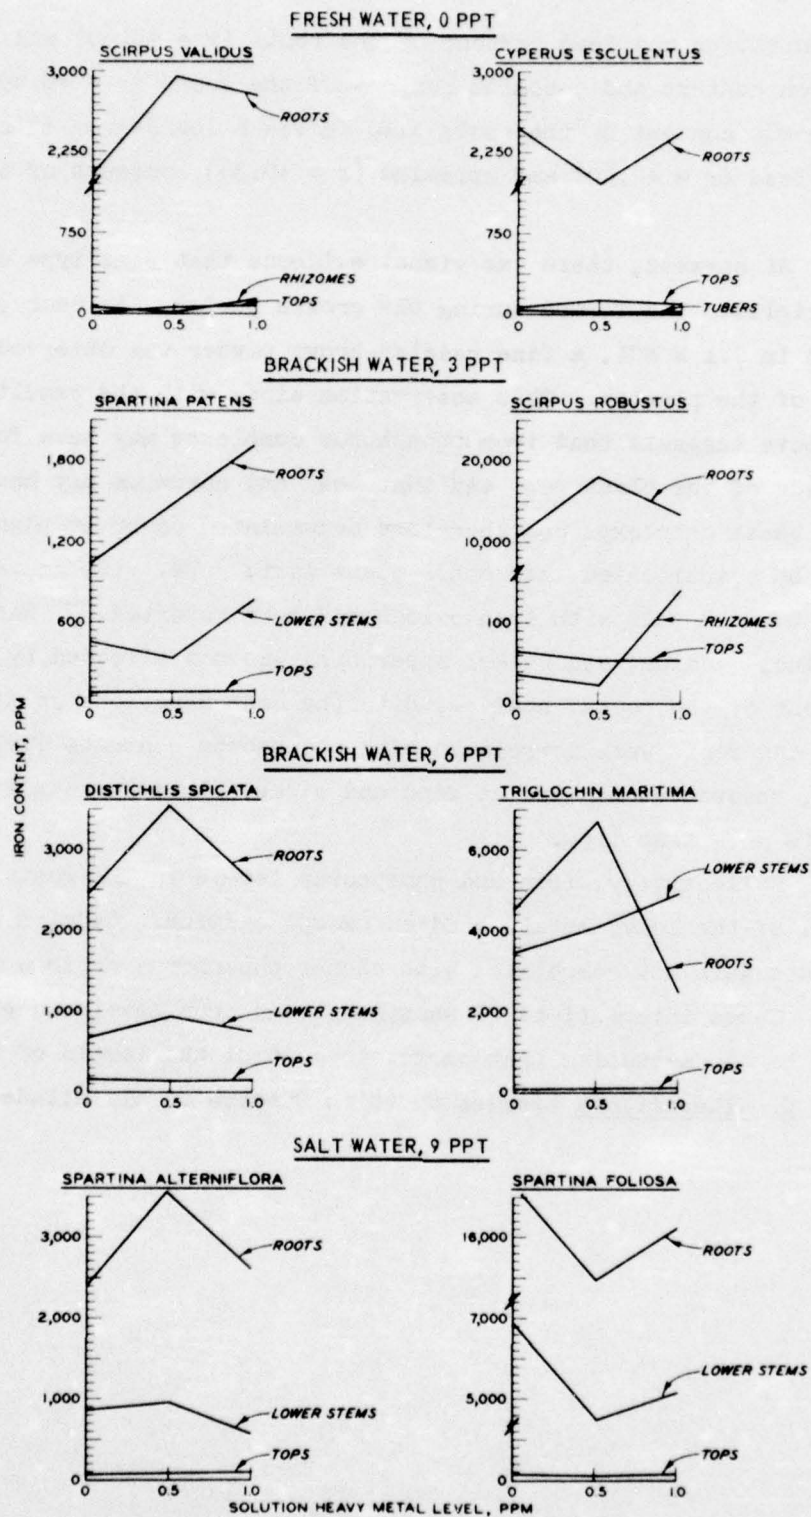 FRESH WATER, 0 PPT
SCIRPUS VALIDUS
3,000
2,250
750
0
ROOTS
RHIZOMES
TOPS
0 0.5 1.0
CYPERUS ESCULENTUS
3,000
2,250
750
0
ROOTS
TOPS
TUBERS
0 0.5 1.0
BRACKISH WATER, 3 PPT
SPARTINA PATENS
1,800
1,200
600
0
ROOTS
LOWER STEMS
TOPS
0 0.5 1.0
SCIRPUS ROBUSTUS
20,000
10,000
100
0
ROOTS
RHIZOMES
TOPS
0 0.5 1.0
IRON CONTENT, PPM
BRACKISH WATER, 6 PPT
DISTICHLIS SPICATA
3,000
2,000
1,000
0
ROOTS
LOWER STEMS
TOPS
0 0.5 1.0
TRIGLOCHIN MARITIMA
6,000
4,000
2,000
0
LOWER STEMS
ROOTS
TOPS
0 0.5 1.0
SALT WATER, 9 PPT
SPARTINA ALTERNIFLORA
3,000
2,000
1,000
0
ROOTS
LOWER STEMS
TOPS
0 0.5 1.0
SPARTINA FOLIOSA
16,000
7,000
5,000
0
ROOTS
LOWER STEMS
TOPS
0 0.5 1.0
SOLUTION HEAVY METAL LEVEL, PPM